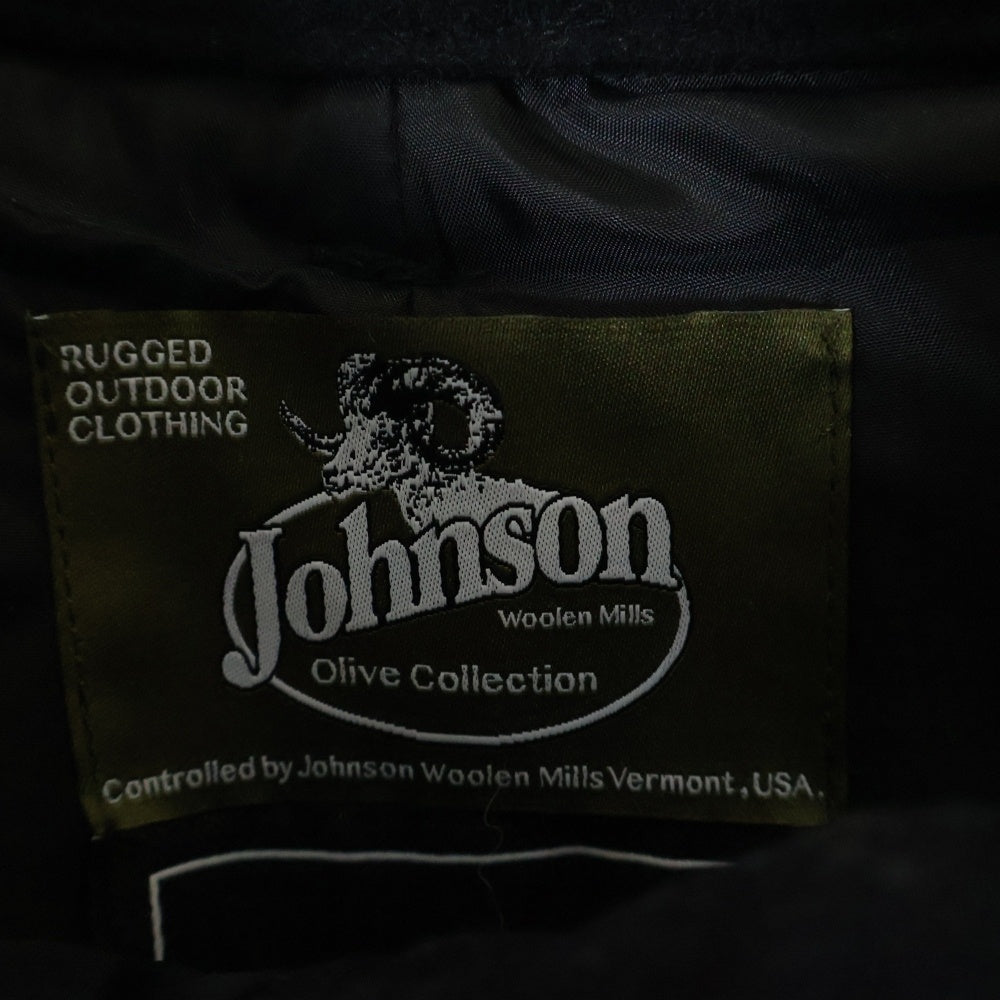 RUGGED
OUTDOOR
CLOTHING
Johnson
Woolen Mills
Olive Collection
Controlled by Johnson Woolen Mills Vermont, USA.